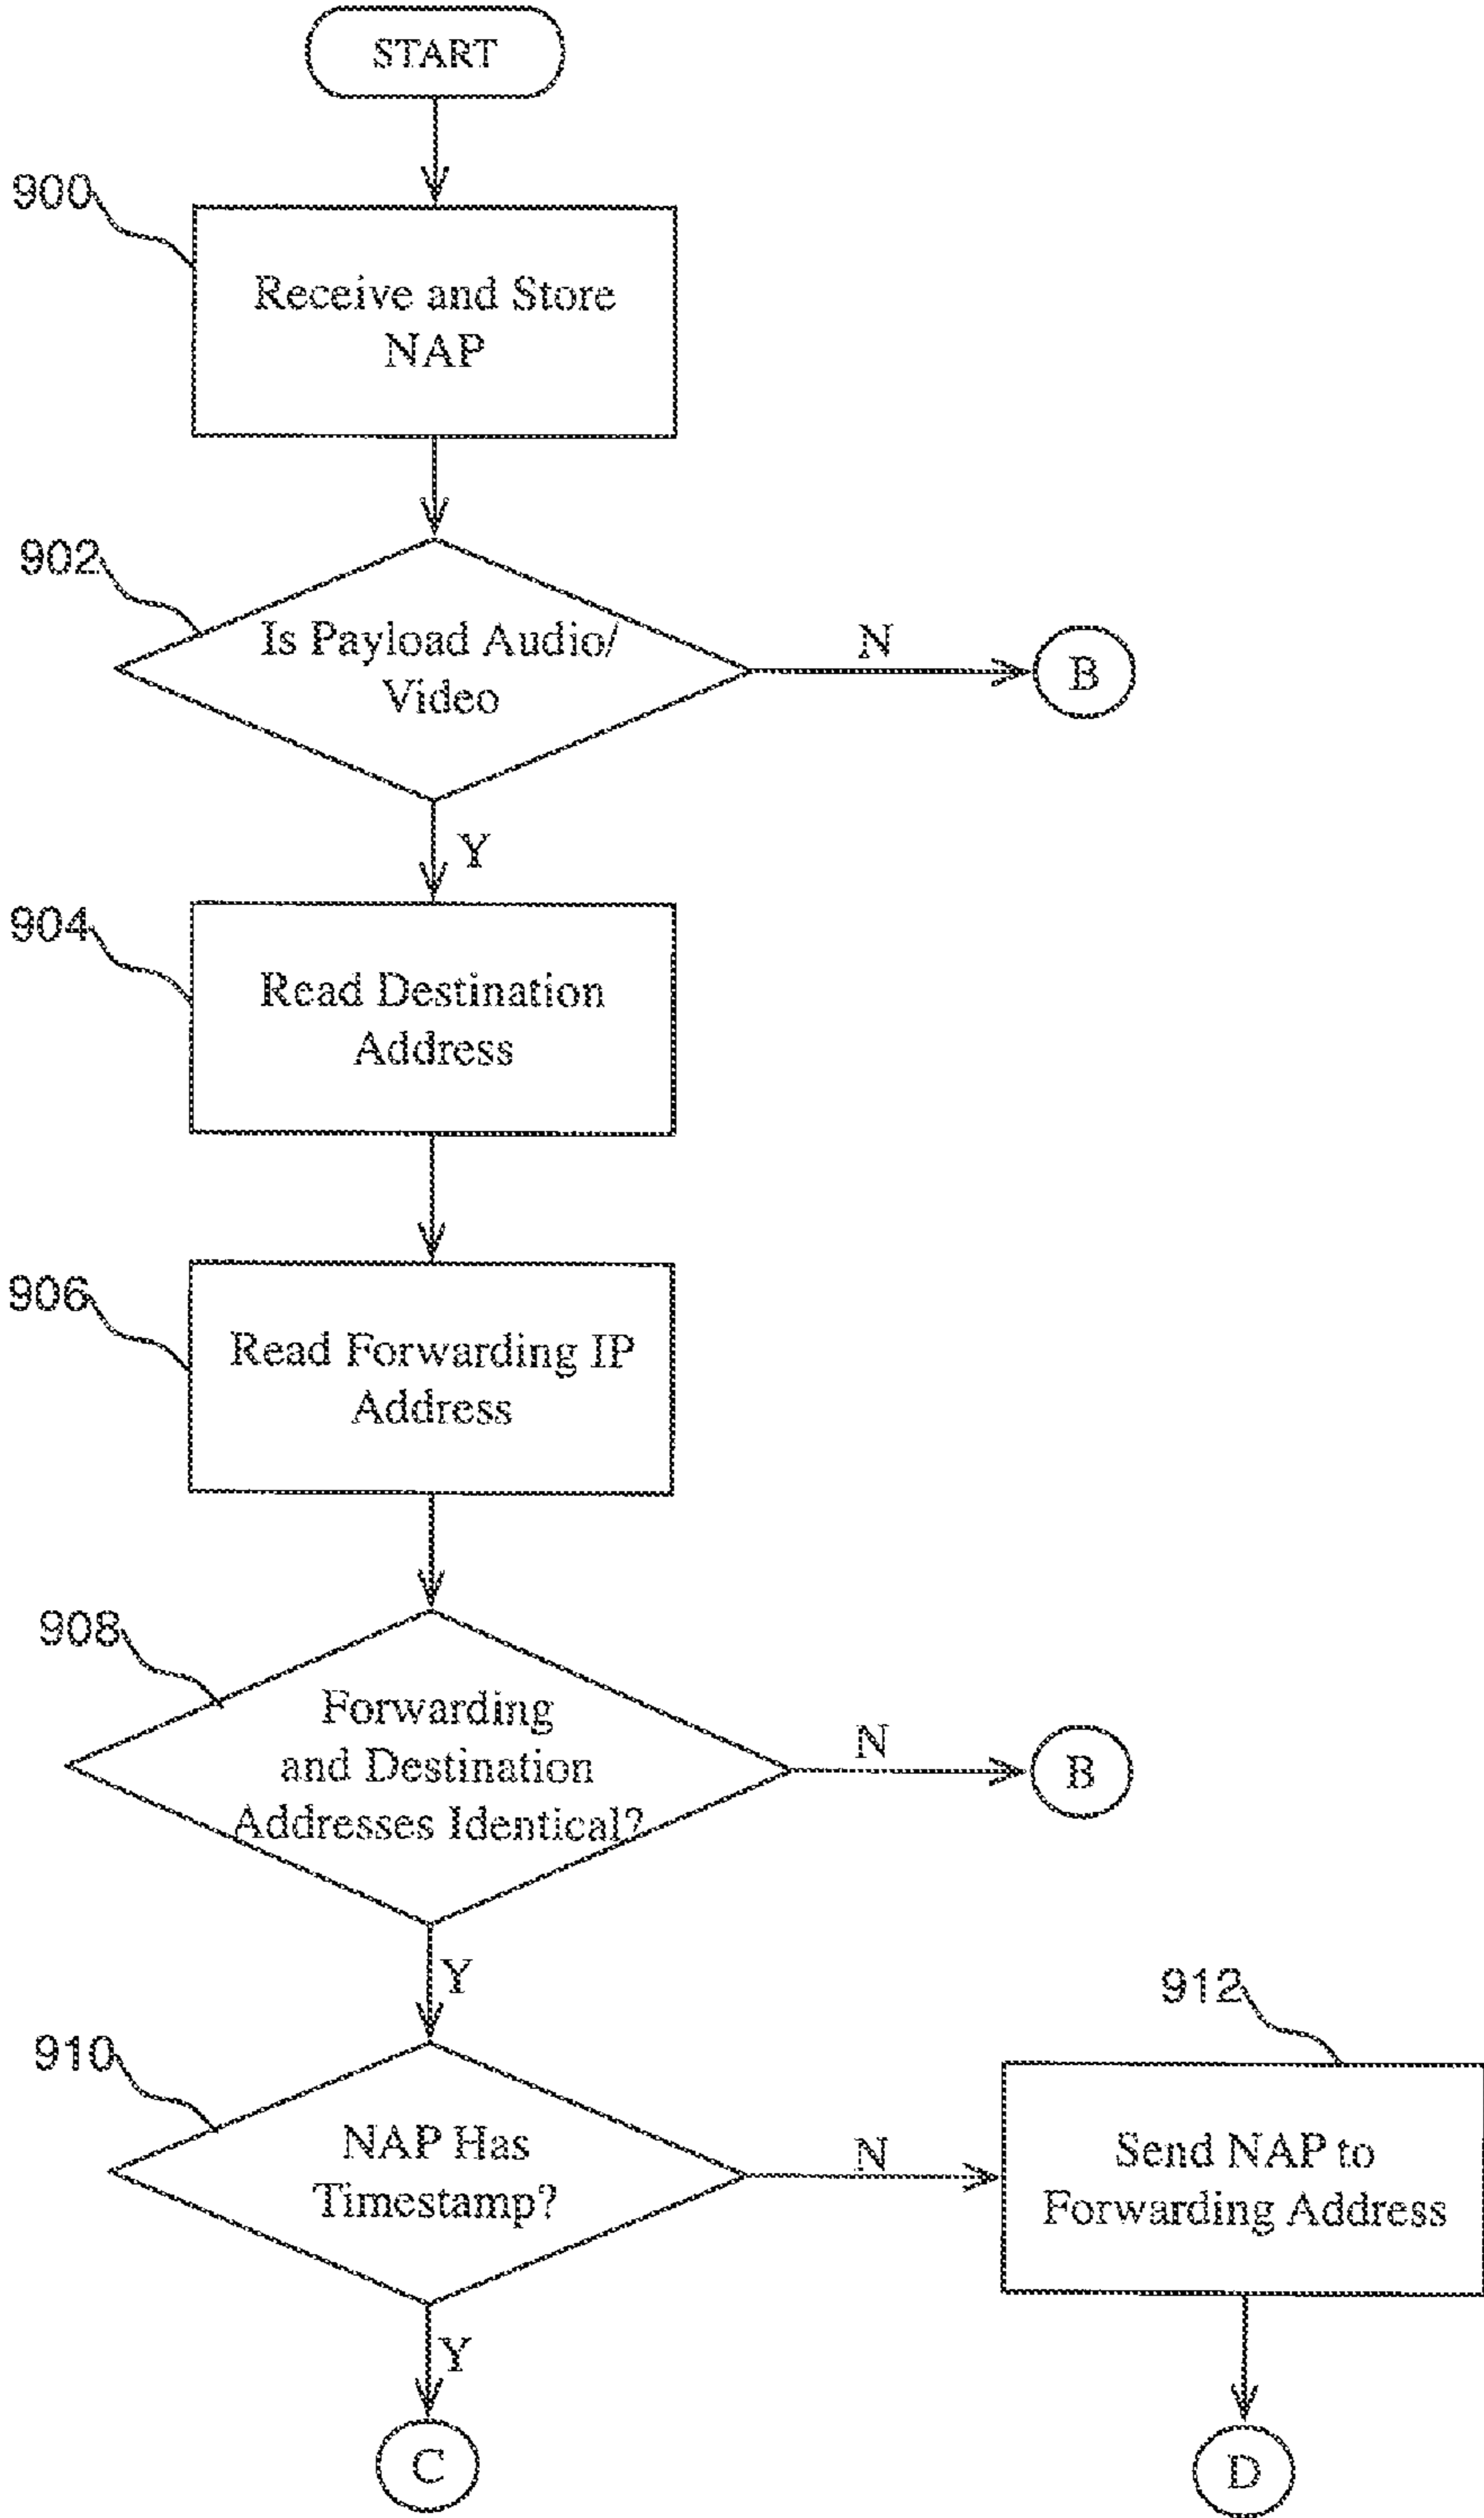 START
900
Receive and Store
NAP
902
Is Payload Audio/
Video
N
B
Y
904
Read Destination
Address
906
Read Forwarding IP
Address
908
Forwarding
and Destination
Addresses Identical?
N
B
Y
912
910
NAP Has
Timestamp?
N
Send NAP to
Forwarding Address
Y
C
D